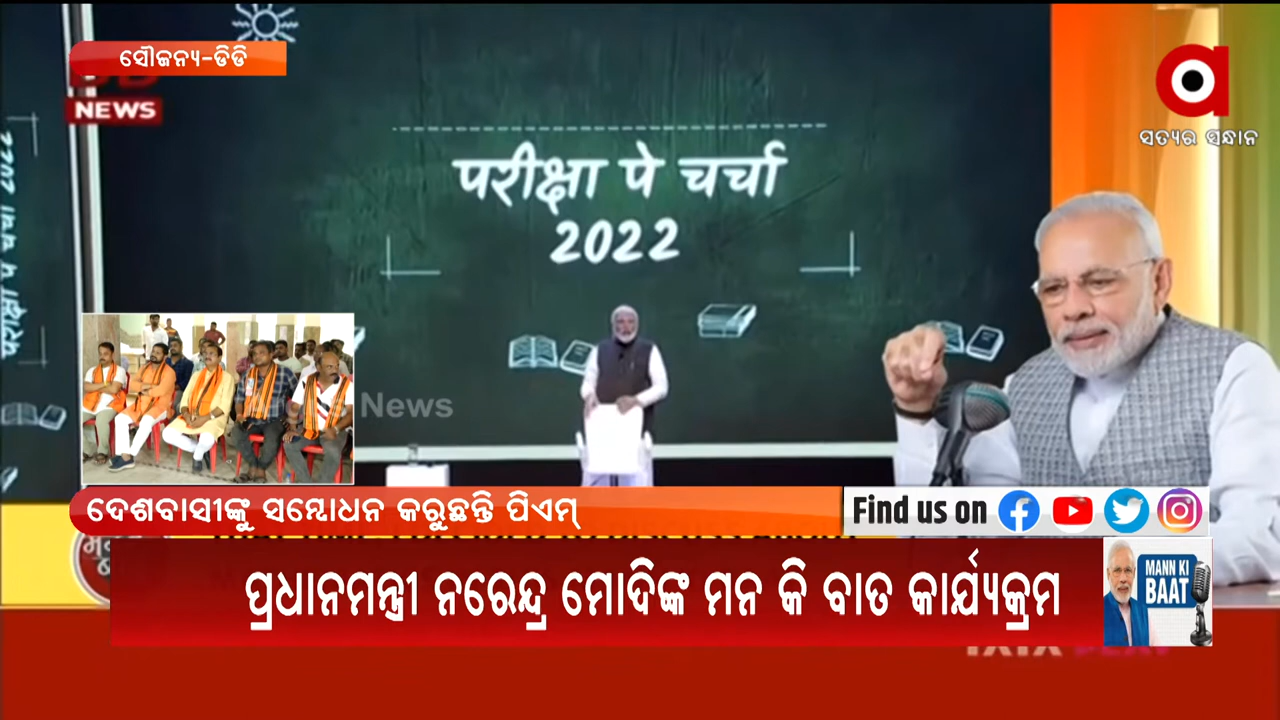 ସୌଜନ୍ୟ-ଡିଡି
NEWS
ସତ୍ୟର ସନ୍ଧାନ
परीक्षा पे चर्चा
2022
News
ଦେଶବାସୀଙ୍କୁ ସମ୍ବୋଧନ କରୁଛନ୍ତି ପିଏମ୍
Find us on
ପ୍ରଧାନମନ୍ତ୍ରୀ ନରେନ୍ଦ୍ର ମୋଦିଙ୍କ ମନ କି ବାତ କାର୍ଯ୍ୟକ୍ରମ
MANN KI
BAAT